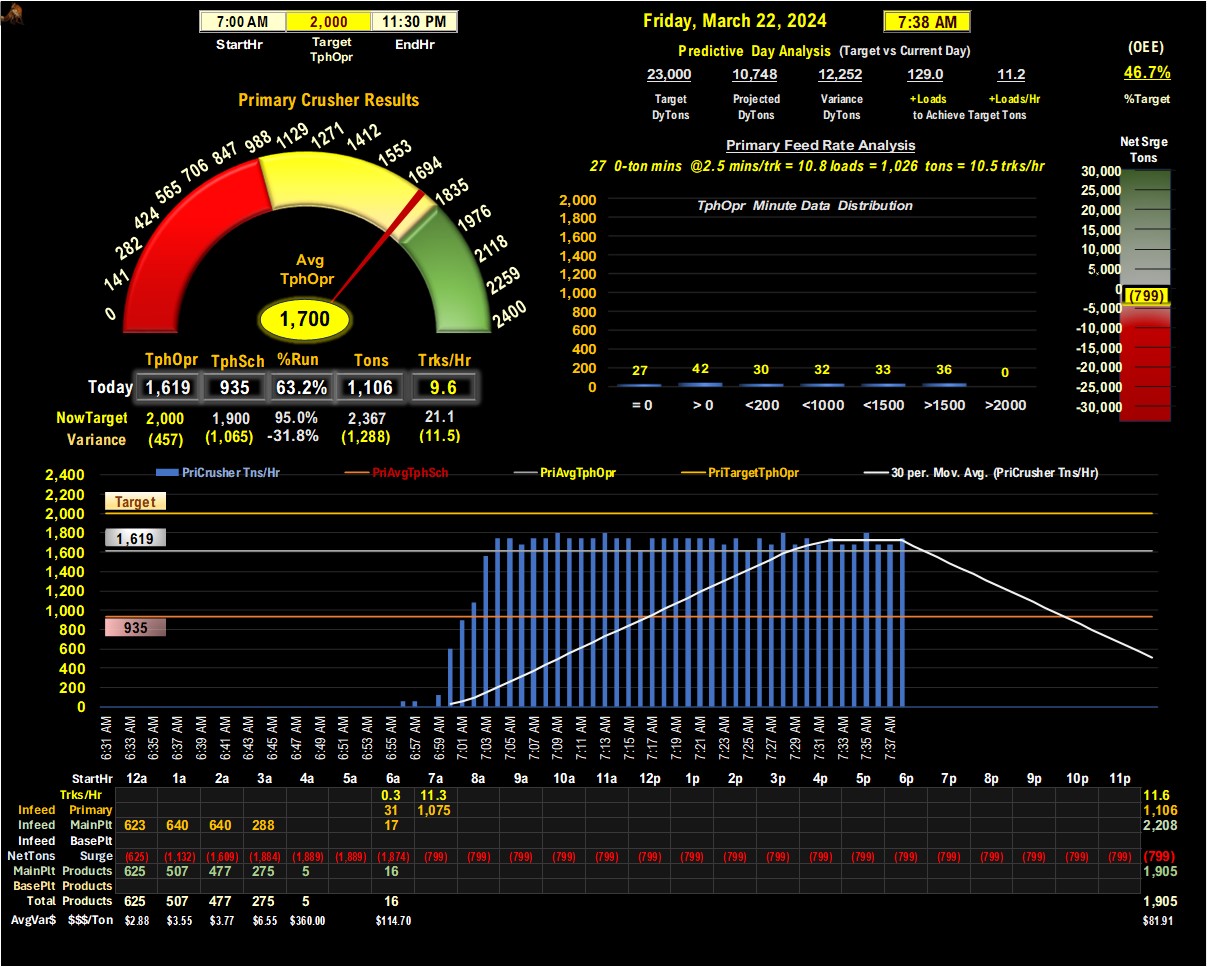 7:00 AM 2,000 11:30 PM
StartHr Target TphOpr EndHr
Friday, March 22, 2024 7:38 AM
Predictive Day Analysis (Target vs Current Day)
(OEE)
46.7%
%Target
23,000 10,748 12,252 129.0 11.2
Target Projected Variance +Loads +Loads/Hr
DyTons DyTons DyTons to Achieve Target Tons
Primary Crusher Results
0 141 282 424 565 706 847 988 1129 1271 1412 1553 1694 1835 1976 2118 2259 2400
Avg
TphOpr
1,700
Primary Feed Rate Analysis
27 0-ton mins @2.5 mins/trk = 10.8 loads = 1,026 tons = 10.5 trks/hr
TphOpr Minute Data Distribution
2,000
1,800
1,600
1,400
1,200
1,000
800
600
400
200
0
27 42 30 32 33 36 0
= 0 > 0 <200 <1000 <1500 >1500 >2000
Net Srge
Tons
30,000
25,000
20,000
15,000
10,000
5,000
0
(799)
-5,000
-10,000
-15,000
-20,000
-25,000
-30,000
TphOpr TphSch %Run Tons Trks/Hr
Today 1,619 935 63.2% 1,106 9.6
NowTarget 2,000 1,900 95.0% 2,367 21.1
Variance (457) (1,065) -31.8% (1,288) (11.5)
PriCrusher Tns/Hr PriAvgTphSch PriAvgTphOpr PriTargetTphOpr 30 per. Mov. Avg. (PriCrusher Tns/Hr)
2,400
2,200
2,000
1,800
1,600
1,400
1,200
1,000
800
600
400
200
0
Target
1,619
935
6:31 AM 6:33 AM 6:35 AM 6:37 AM 6:39 AM 6:41 AM 6:43 AM 6:45 AM 6:47 AM 6:49 AM 6:51 AM 6:53 AM 6:55 AM 6:57 AM 6:59 AM 7:01 AM 7:03 AM 7:05 AM 7:07 AM 7:09 AM 7:11 AM 7:13 AM 7:15 AM 7:17 AM 7:19 AM 7:21 AM 7:23 AM 7:25 AM 7:27 AM 7:29 AM 7:31 AM 7:33 AM 7:35 AM 7:37 AM
StartHr 12a 1a 2a 3a 4a 5a 6a 7a 8a 9a 10a 11a 12p 1p 2p 3p 4p 5p 6p 7p 8p 9p 10p 11p
Trks/Hr 0.3 11.3 11.6
Infeed Primary 31 1,075 1,106
Infeed MainPlt 623 640 640 288 17 2,208
Infeed BasePlt
NetTons Surge (625) (1,132) (1,609) (1,884) (1,889) (1,889) (1,874) (799) (799) (799) (799) (799) (799) (799) (799) (799) (799) (799) (799) (799) (799) (799) (799) (799) (799)
MainPlt Products 625 507 477 275 5 16 1,905
BasePlt Products
Total Products 625 507 477 275 5 16 1,905
AvgVar$ $$$/Ton $2.88 $3.55 $3.77 $6.55 $360.00 $114.70 $81.91